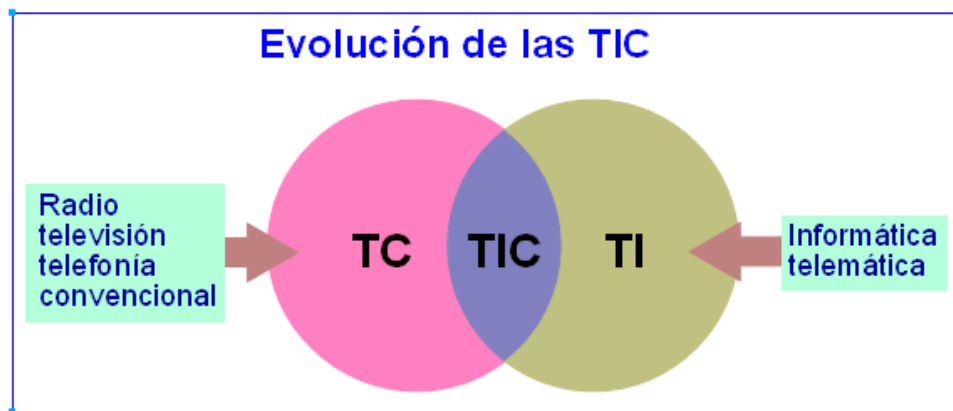 Evolución de las TIC
Radio
televisión
telefonía
convencional
TC
TIC
TI
Informática
telemática